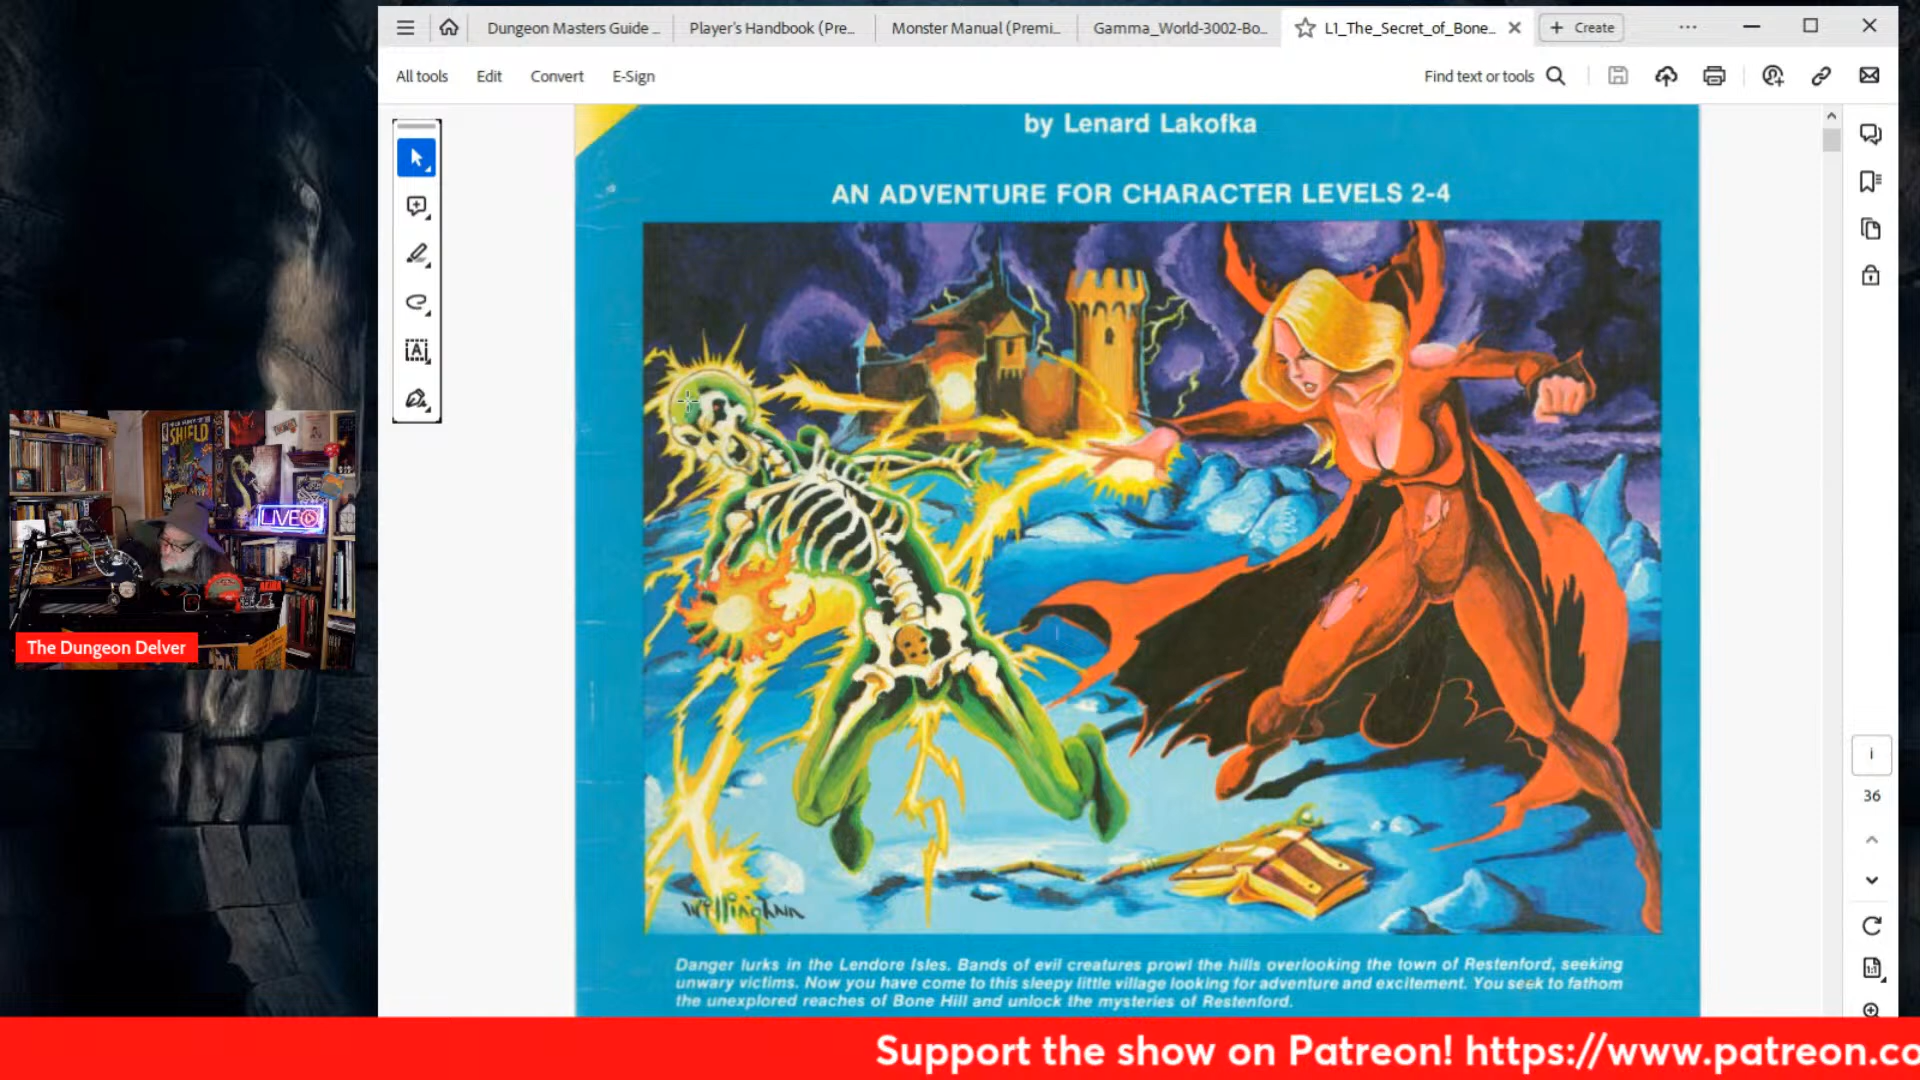 Dungeon Masters Guide ...
Player's Handbook (Pre...
Monster Manual (Premi...
Gamma_World-3002-Bo...
L1_The_Secret_of_Bone...
Create
All tools
Edit
Convert
E-Sign
Find text or tools
by Lenard Lakofka
AN ADVENTURE FOR CHARACTER LEVELS 2-4
SHIELD
LIVE
AKIRA
The Dungeon Delver
i
36
1:1
Willingham
Danger lurks in the Lendore Isles. Bands of evil creatures prowl the hills overlooking the town of Restenford, seeking
unwary victims. Now you have come to this sleepy little village looking for adventure and excitement. You seek to fathom
the unexplored reaches of Bone Hill and unlock the mysteries of Restenford.
Support the show on Patreon! https://www.patreon.co